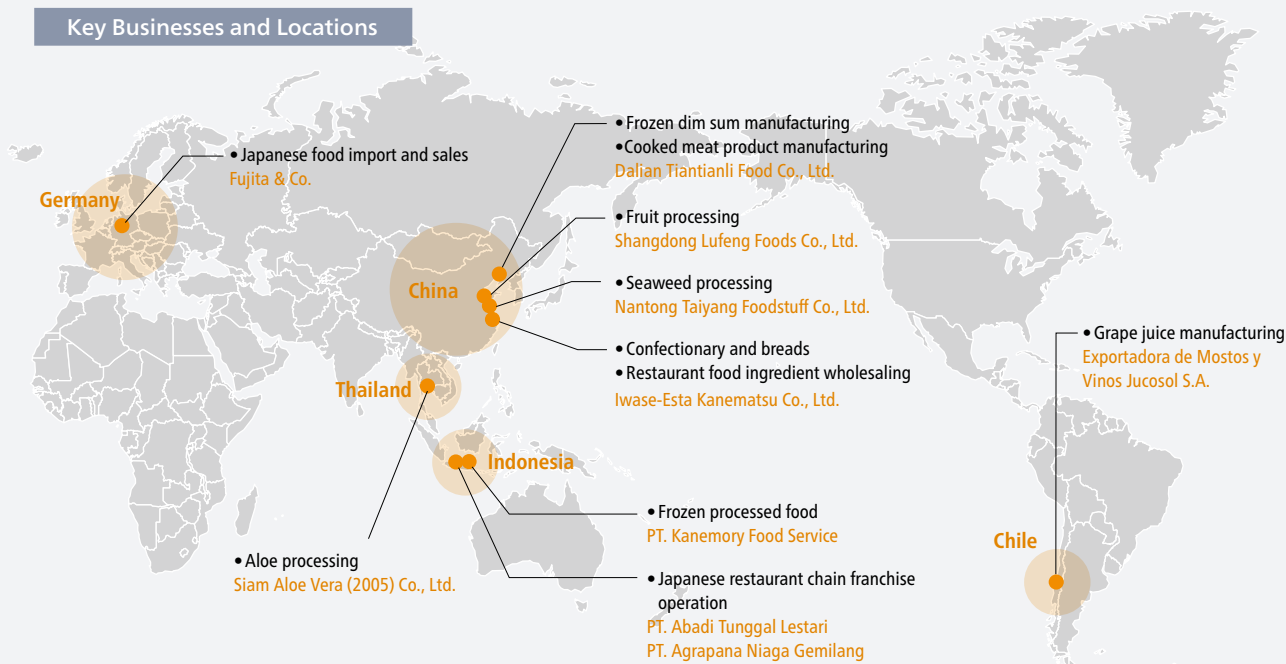 Key Businesses and Locations
• Japanese food import and sales
Fujita & Co.
Germany
• Frozen dim sum manufacturing
•Cooked meat product manufacturing
Dalian Tiantianli Food Co., Ltd.
• Fruit processing
Shangdong Lufeng Foods Co., Ltd.
China
• Seaweed processing
Nantong Taiyang Foodstuff Co., Ltd.
• Confectionary and breads
• Restaurant food ingredient wholesaling
Iwase-Esta Kanematsu Co., Ltd.
• Grape juice manufacturing
Exportadora de Mostos y
Vinos Jucosol S.A.
Thailand
Indonesia
• Frozen processed food
PT. Kanemory Food Service
Chile
• Aloe processing
Siam Aloe Vera (2005) Co., Ltd.
• Japanese restaurant chain franchise
operation
PT. Abadi Tunggal Lestari
PT. Agrapana Niaga Gemilang